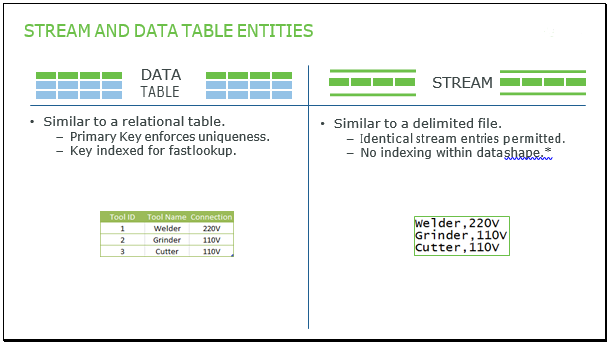 STREAM AND DATA TABLE ENTITIES
DATA
TABLE
• Similar to a relational table.
– Primary Key enforces uniqueness.
– Key indexed for fastlookup.
Tool ID Tool Name Connection
1 Welder 220V
2 Grinder 110V
3 Cutter 110V
STREAM
• Similar to a delimited file.
– Identical stream entries permitted.
– No indexing within datashape.*
Welder,220V
Grinder,110V
Cutter,110V